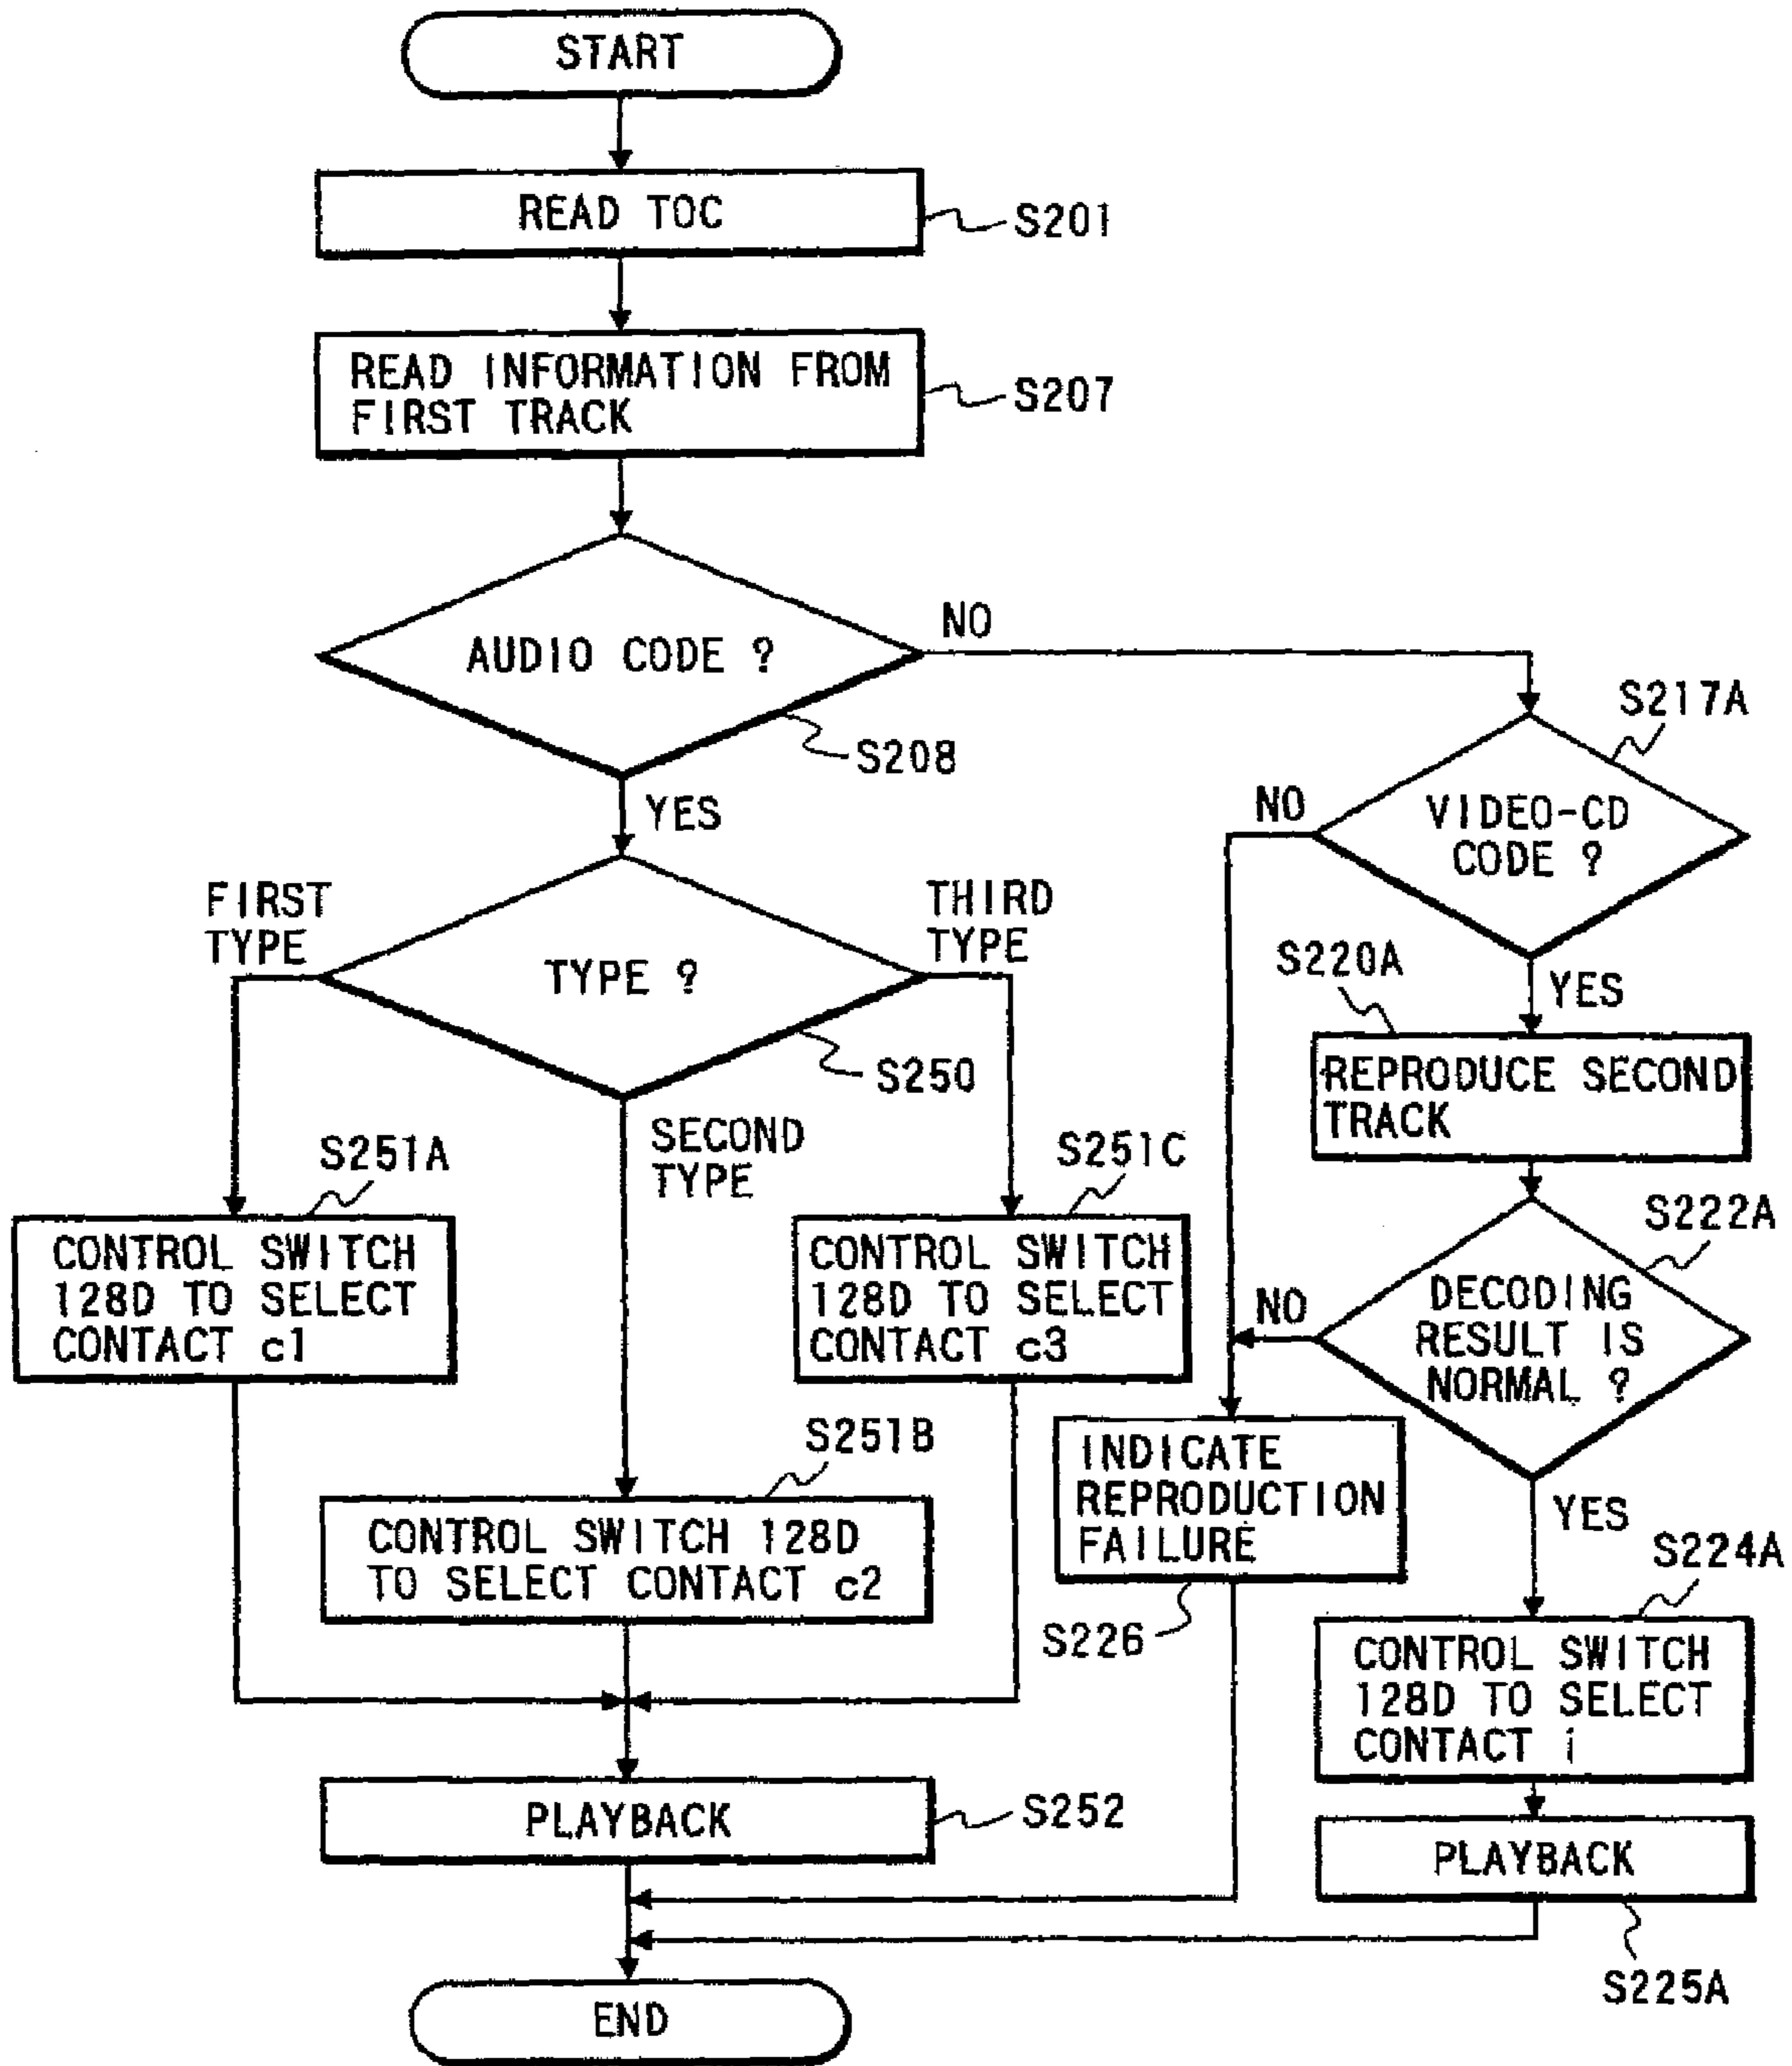 START
READ TOC
S201
READ INFORMATION FROM
FIRST TRACK
S207
AUDIO CODE ?
NO
S208
YES
S217A
VIDEO-CD
CODE ?
NO
YES
FIRST
TYPE
THIRD
TYPE
TYPE ?
S250
SECOND
TYPE
S220A
REPRODUCE SECOND
TRACK
S251A
CONTROL SWITCH
128D TO SELECT
CONTACT c1
S251C
CONTROL SWITCH
128D TO SELECT
CONTACT c3
S222A
DECODING
RESULT IS
NORMAL ?
NO
YES
S251B
CONTROL SWITCH 128D
TO SELECT CONTACT c2
INDICATE
REPRODUCTION
FAILURE
S226
S224A
CONTROL SWITCH
128D TO SELECT
CONTACT i
PLAYBACK
S252
PLAYBACK
S225A
END